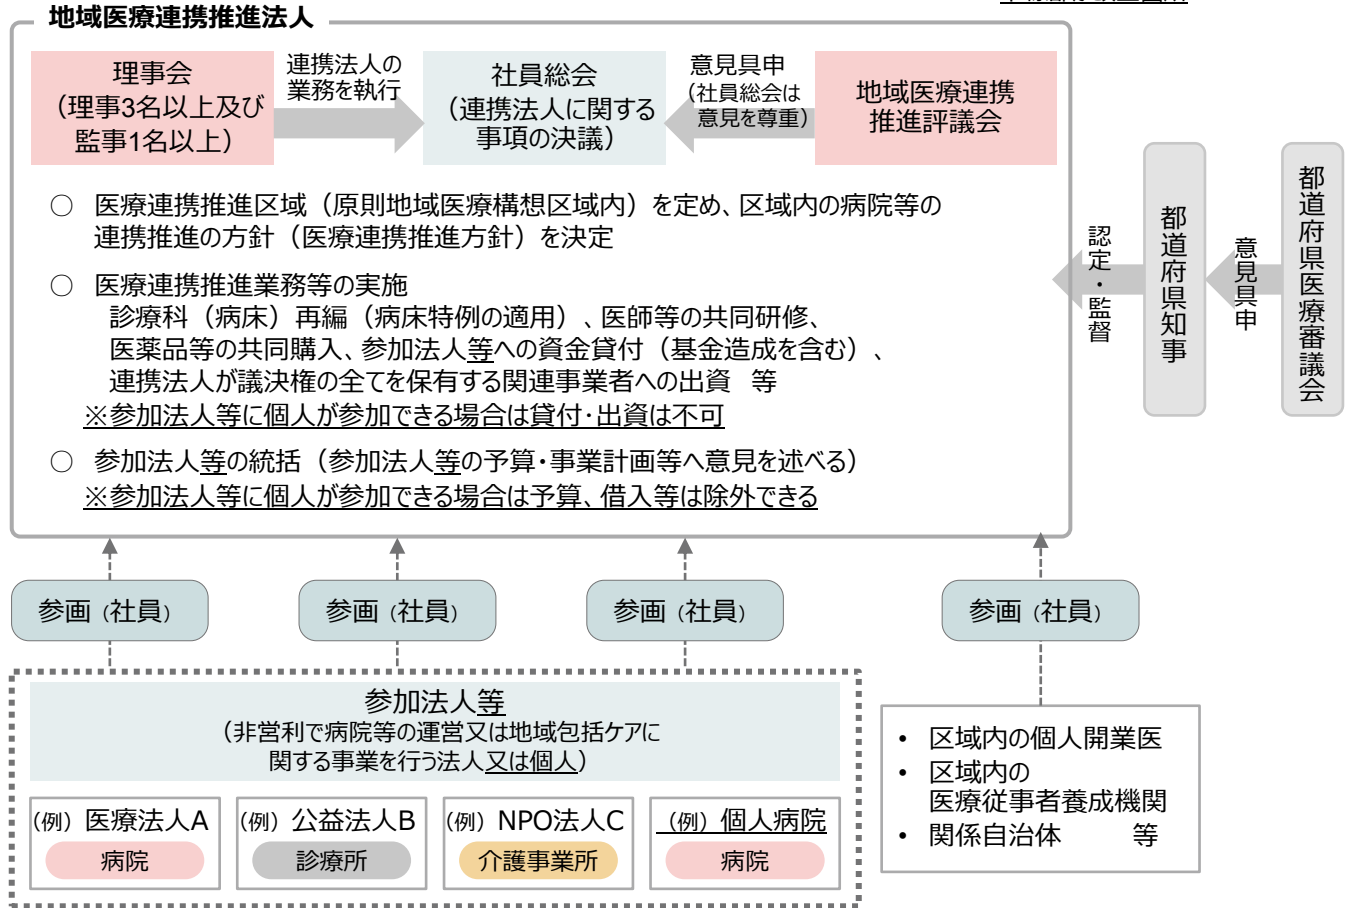 地域医療連携推進法人
理事会
（理事3名以上及び
監事1名以上）
連携法人の
業務を執行
社員総会
（連携法人に関する
事項の決議）
意見具申
（社員総会は
意見を尊重）
地域医療連携
推進評議会
○ 医療連携推進区域（原則地域医療構想区域内）を定め、区域内の病院等の
連携推進の方針（医療連携推進方針）を決定
○ 医療連携推進業務等の実施
診療科（病床）再編（病床特例の適用）、医師等の共同研修、
医薬品等の共同購入、参加法人等への資金貸付（基金造成を含む）、
連携法人が議決権の全てを保有する関連事業者への出資 等
※参加法人等に個人が参加できる場合は貸付・出資は不可
○ 参加法人等の統括（参加法人等の予算・事業計画等へ意見を述べる）
※参加法人等に個人が参加できる場合は予算、借入等は除外できる
認定・監督
都道府県知事
意見具申
都道府県医療審議会
参画（社員）
参画（社員）
参画（社員）
参画（社員）
参加法人等
（非営利で病院等の運営又は地域包括ケアに
関する事業を行う法人又は個人）
（例）医療法人A
病院
（例）公益法人B
診療所
（例）NPO法人C
介護事業所
（例）個人病院
病院
• 区域内の個人開業医
• 区域内の
医療従事者養成機関
• 関係自治体 等